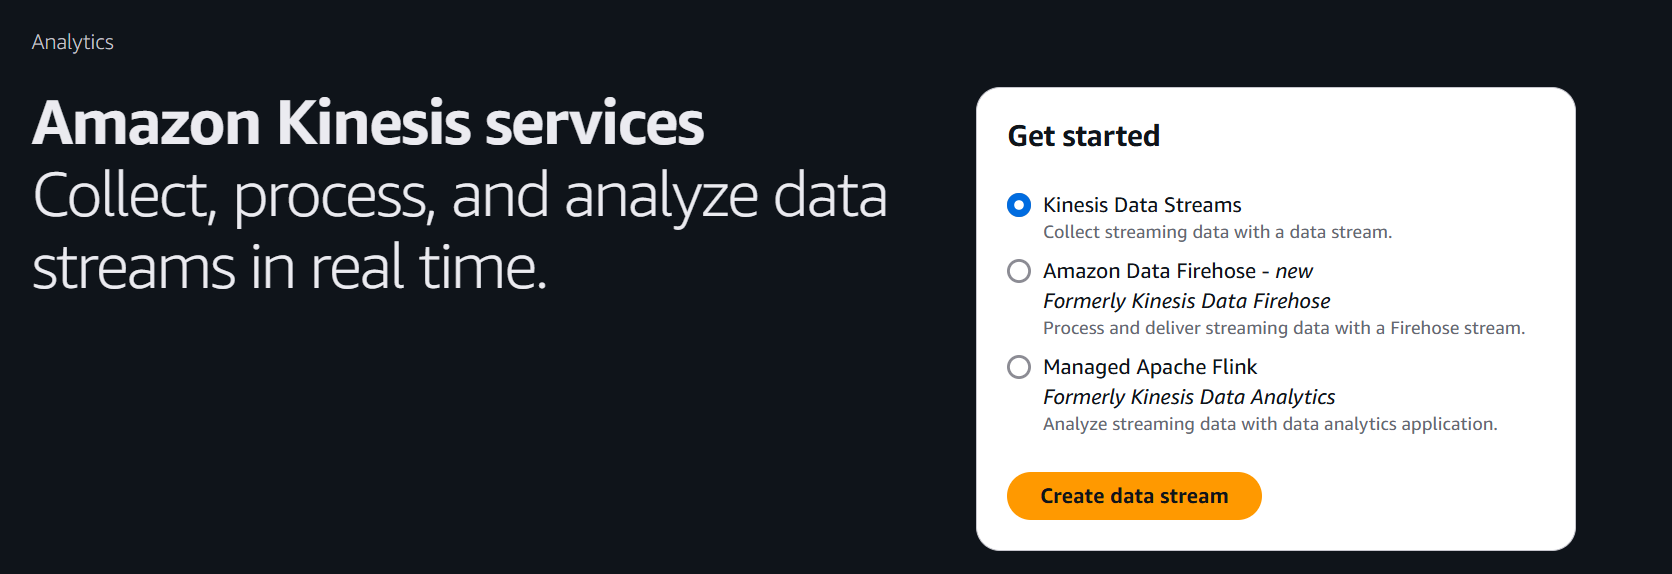 Analytics
Amazon Kinesis services
Collect, process, and analyze data
streams in real time.
Get started
Kinesis Data Streams
Collect streaming data with a data stream.
Amazon Data Firehose - new
Formerly Kinesis Data Firehose
Process and deliver streaming data with a Firehose stream.
Managed Apache Flink
Formerly Kinesis Data Analytics
Analyze streaming data with data analytics application.
Create data stream